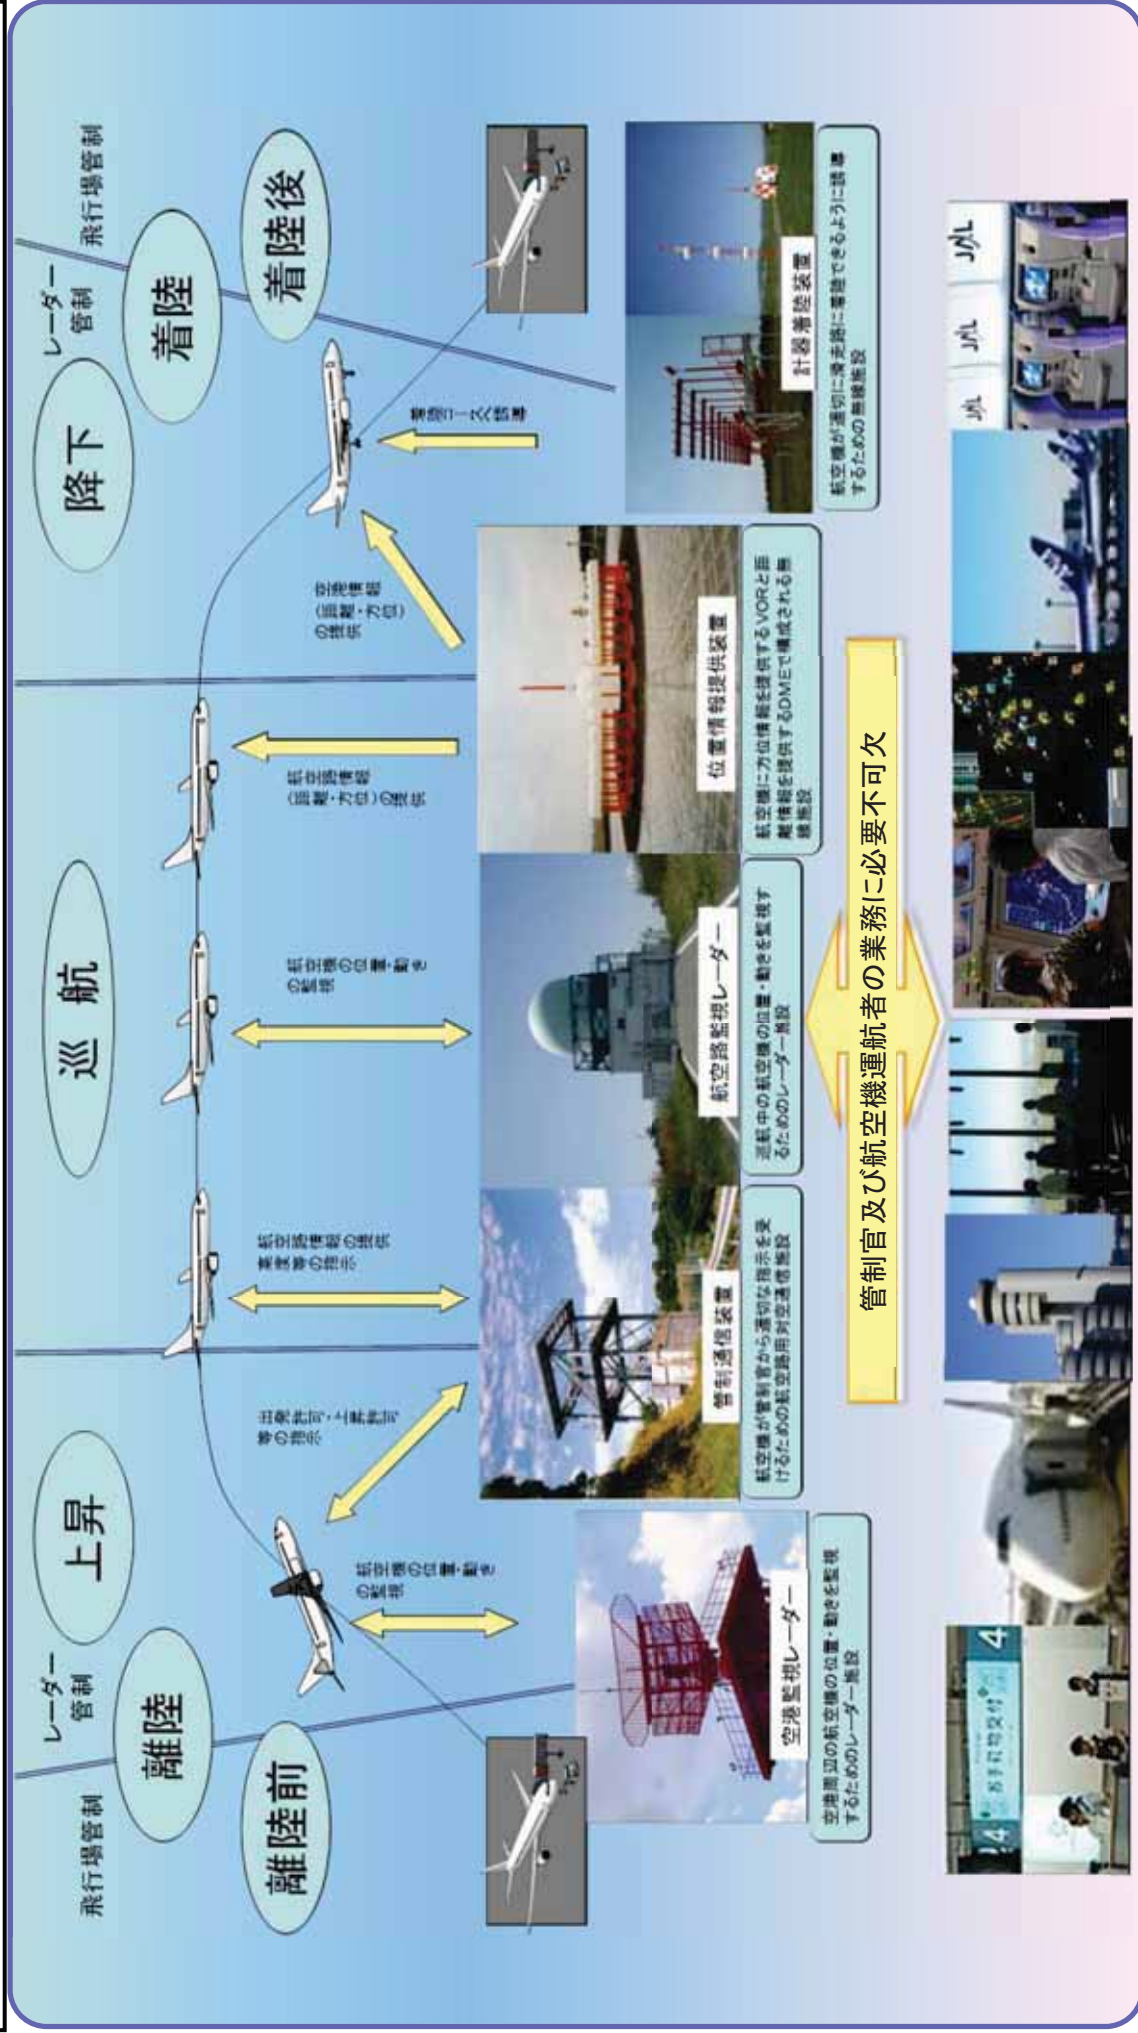 飛行場管制
レーダー
管制
レーダー
管制
飛行場管制
離陸前
離陸
上昇
巡 航
降下
着陸
着陸後
航空機の位置・動き
の監視
出発許可・上昇許可
等の指示
航空路情報の提供
高度等の指示
航空機の位置・動き
の監視
航空路情報
(距離・方位)の提供
空港情報
(距離・方位)
の提供
着陸コースへ誘導
空港監視レーダー
空港周辺の航空機の位置・動きを監視
するためのレーダー施設
管制通信装置
航空機が管制官から適切な指示を受
けるための航空路用対空通信施設
航空路監視レーダー
巡航中の航空機の位置・動きを監視す
るためのレーダー施設
位置情報提供装置
航空機に方位情報を提供するVORと距
離情報を提供するDMEで構成される無
線施設
計器着陸装置
航空機が適切に滑走路に着陸できるように誘導
するための無線施設
管制官及び航空機運航者の業務に必要不可欠
24 お手荷物交付 4
JAL
JAL
JAL